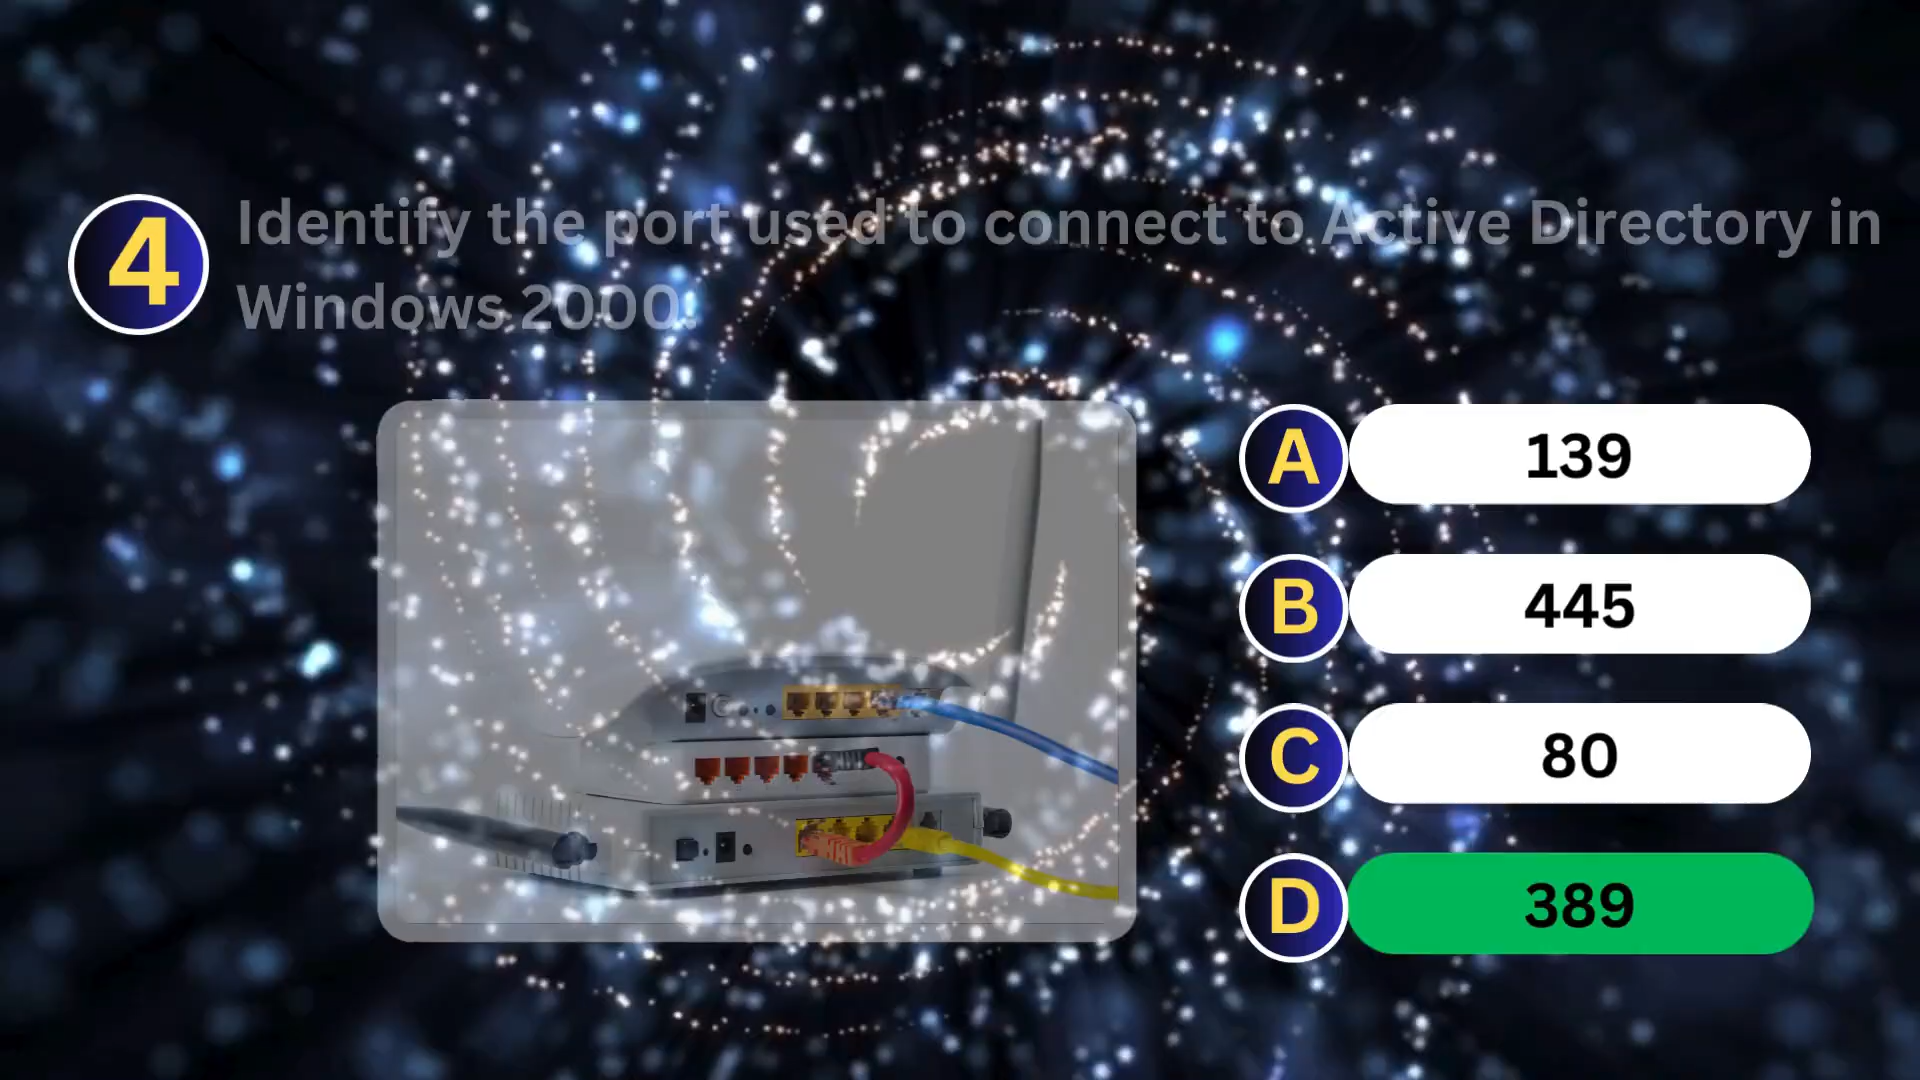 4
Identify the port used to connect to Active Directory in
Windows 2000.
A
139
B
445
C
80
D
389